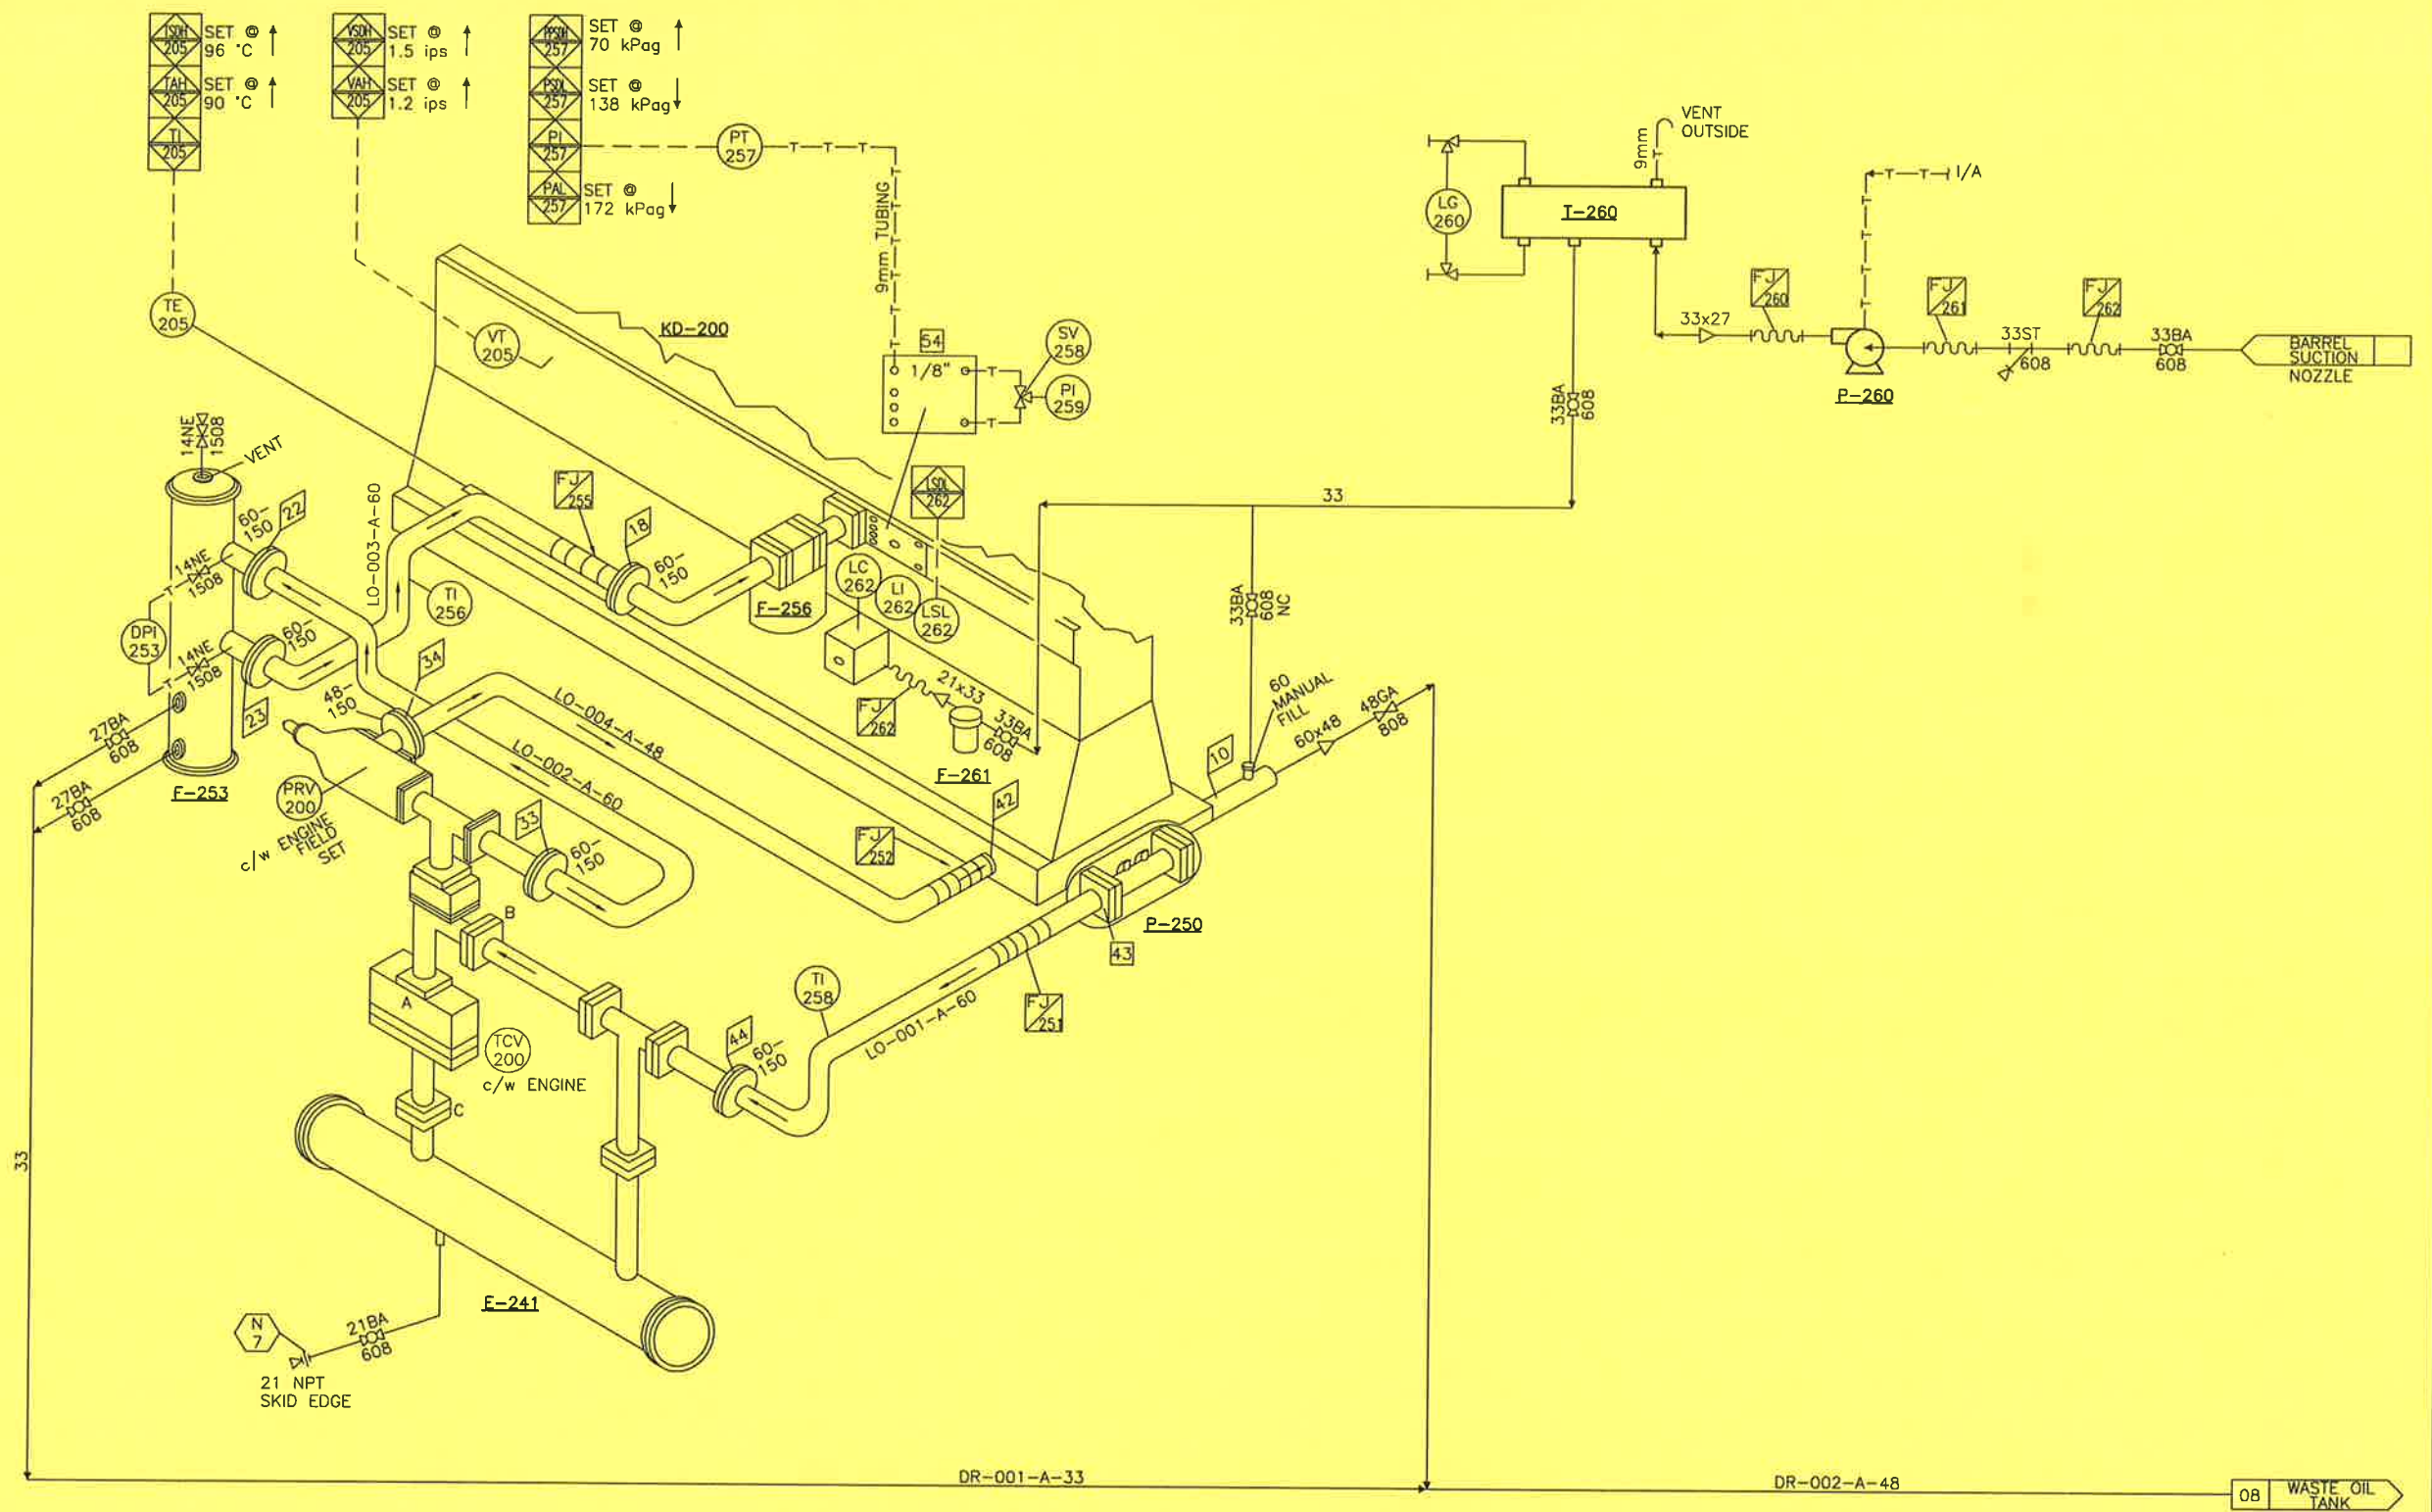 TSDH
205
SET @
96 °C
TAH
205
SET @
90 °C
TI
205
VSDH
205
SET @
1.5 ips
VAH
205
SET @
1.2 ips
PPSDH
257
SET @
70 kPag
PSDL
257
SET @
138 kPag
PI
257
PAL
257
SET @
172 kPag
PT
257
T T T
9mm TUBING
TE
205
VT
205
KD-200
54
1/8"
SV
258
PI
259
LG
260
T-260
9mm
VENT
OUTSIDE
I/A
33x27
FJ
260
P-260
FJ
261
33ST
608
FJ
262
33BA
608
BARREL
SUCTION
NOZZLE
33BA
608
33
33BA
608
NC
14NE
1508
VENT
60-
150
22
14NE
1508
DPI
253
14NE
1508
60-
150
23
27BA
608
27BA
608
F-253
LO-003-A-60
TI
256
FJ
255
18
60-
150
F-256
LSDL
262
LC
262
LI
262
LSL
262
21x33
FJ
262
33BA
608
F-261
34
48-
150
LO-004-A-48
LO-002-A-60
PRV
200
c/w ENGINE
FIELD
SET
33
60-
150
FJ
252
42
10
60
MANUAL
FILL
60x48
48GA
808
P-250
43
FJ
251
TI
258
LO-001-A-60
44
60-
150
B
A
TCV
200
c/w ENGINE
C
E-241
N
7
21BA
608
21 NPT
SKID EDGE
33
DR-001-A-33
DR-002-A-48
08
WASTE OIL
TANK